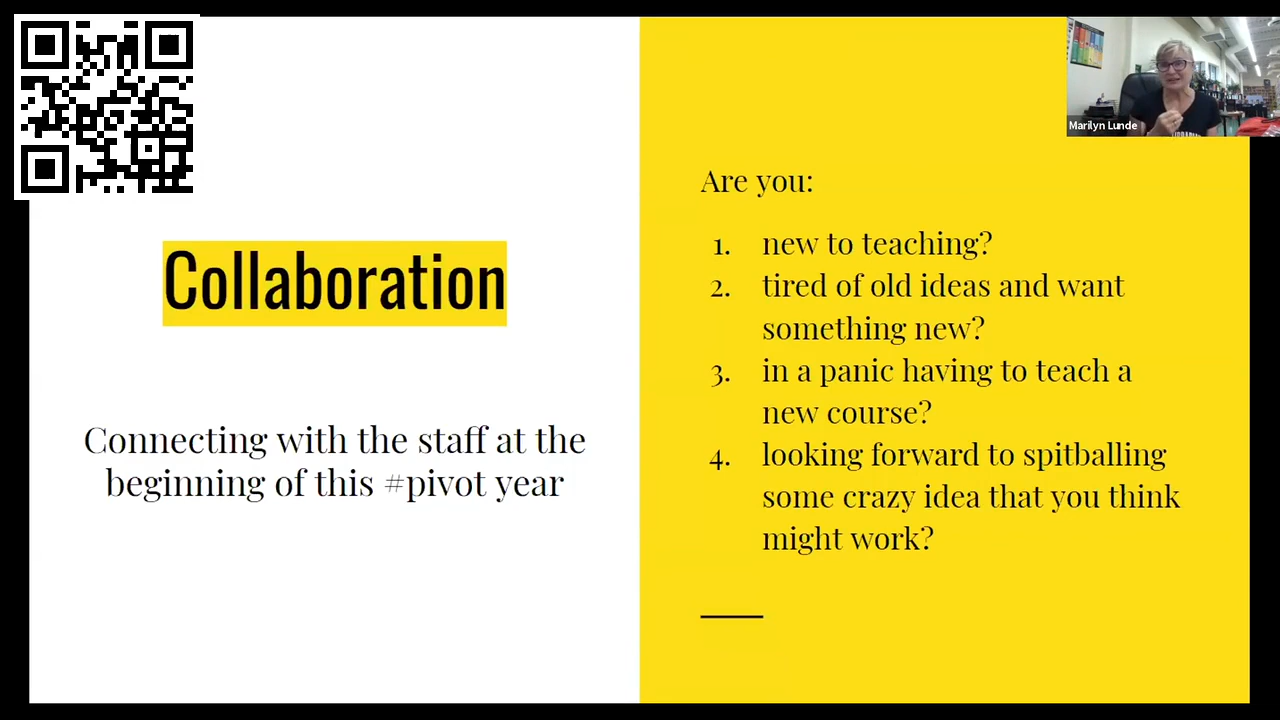 Collaboration
Connecting with the staff at the
beginning of this #pivot year
Marilyn Lunde
Are you:
1. new to teaching?
2. tired of old ideas and want
something new?
3. in a panic having to teach a
new course?
4. looking forward to spitballing
some crazy idea that you think
might work?